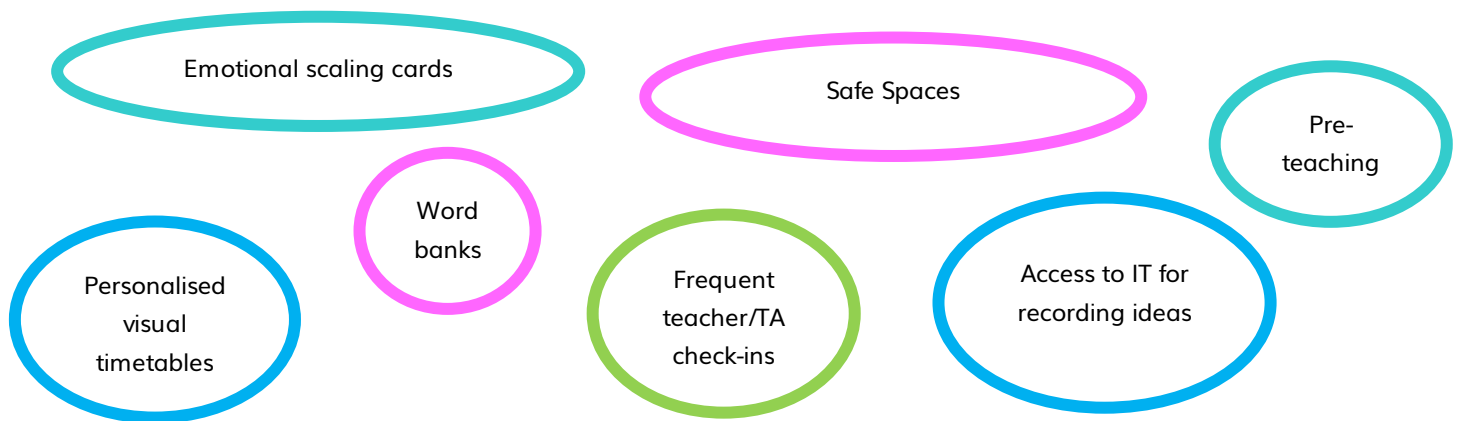 Emotional scaling cards
Safe Spaces
Pre-
teaching
Word
banks
Personalised
visual
timetables
Frequent
teacher/TA
check-ins
Access to IT for
recording ideas